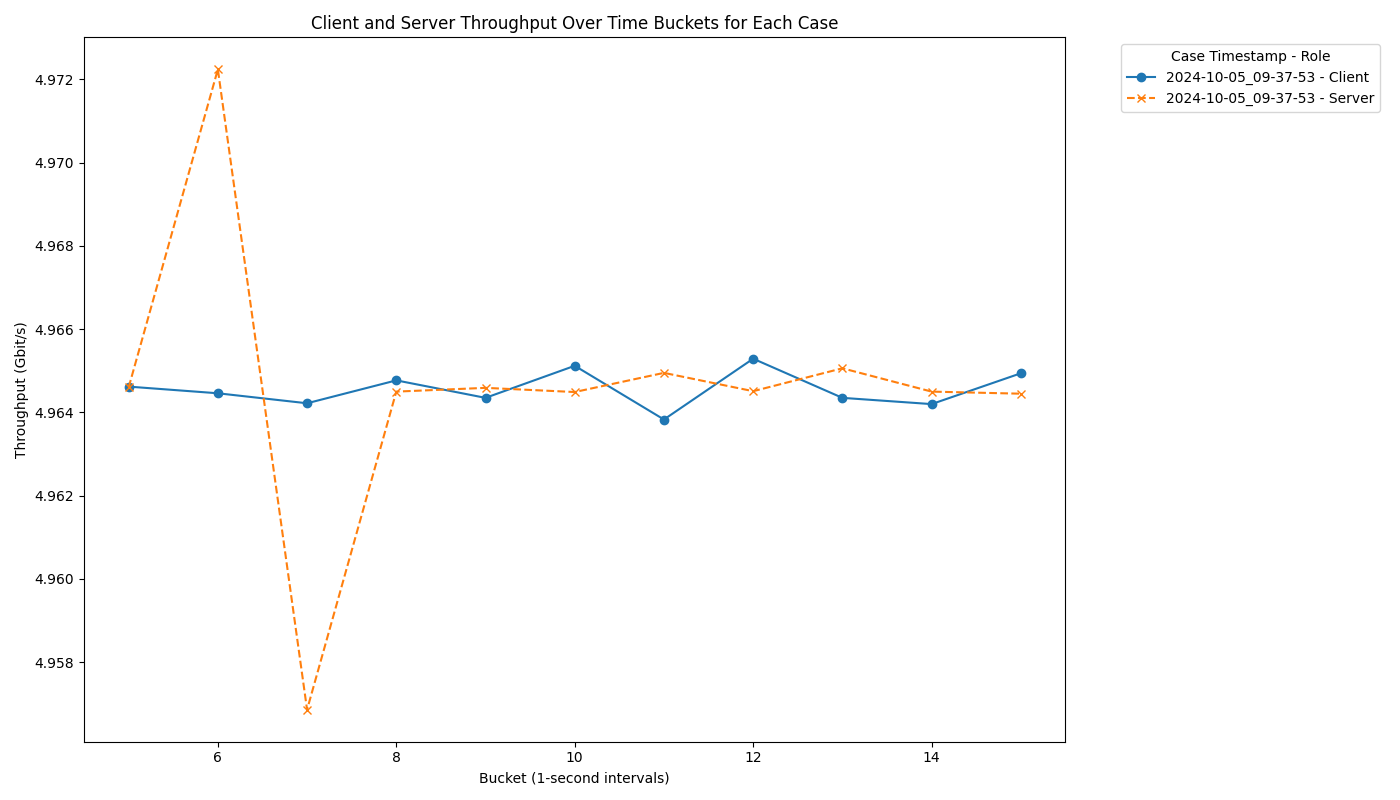 Client and Server Throughput Over Time Buckets for Each Case
Case Timestamp - Role
2024-10-05_09-37-53 - Client
2024-10-05_09-37-53 - Server
Throughput (Gbit/s)
4.972
4.970
4.968
4.966
4.964
4.962
4.960
4.958
6
8
10
12
14
Bucket (1-second intervals)